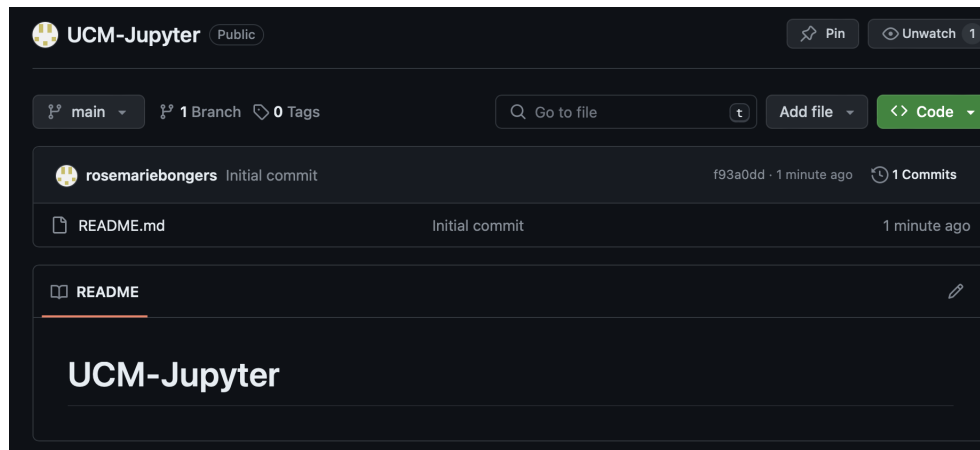 UCM-Jupyter Public Pin Unwatch 1
main 1 Branch 0 Tags Go to file t Add file Code
rosemariebongers Initial commit f93a0dd · 1 minute ago 1 Commits
README.md Initial commit 1 minute ago
README
UCM-Jupyter